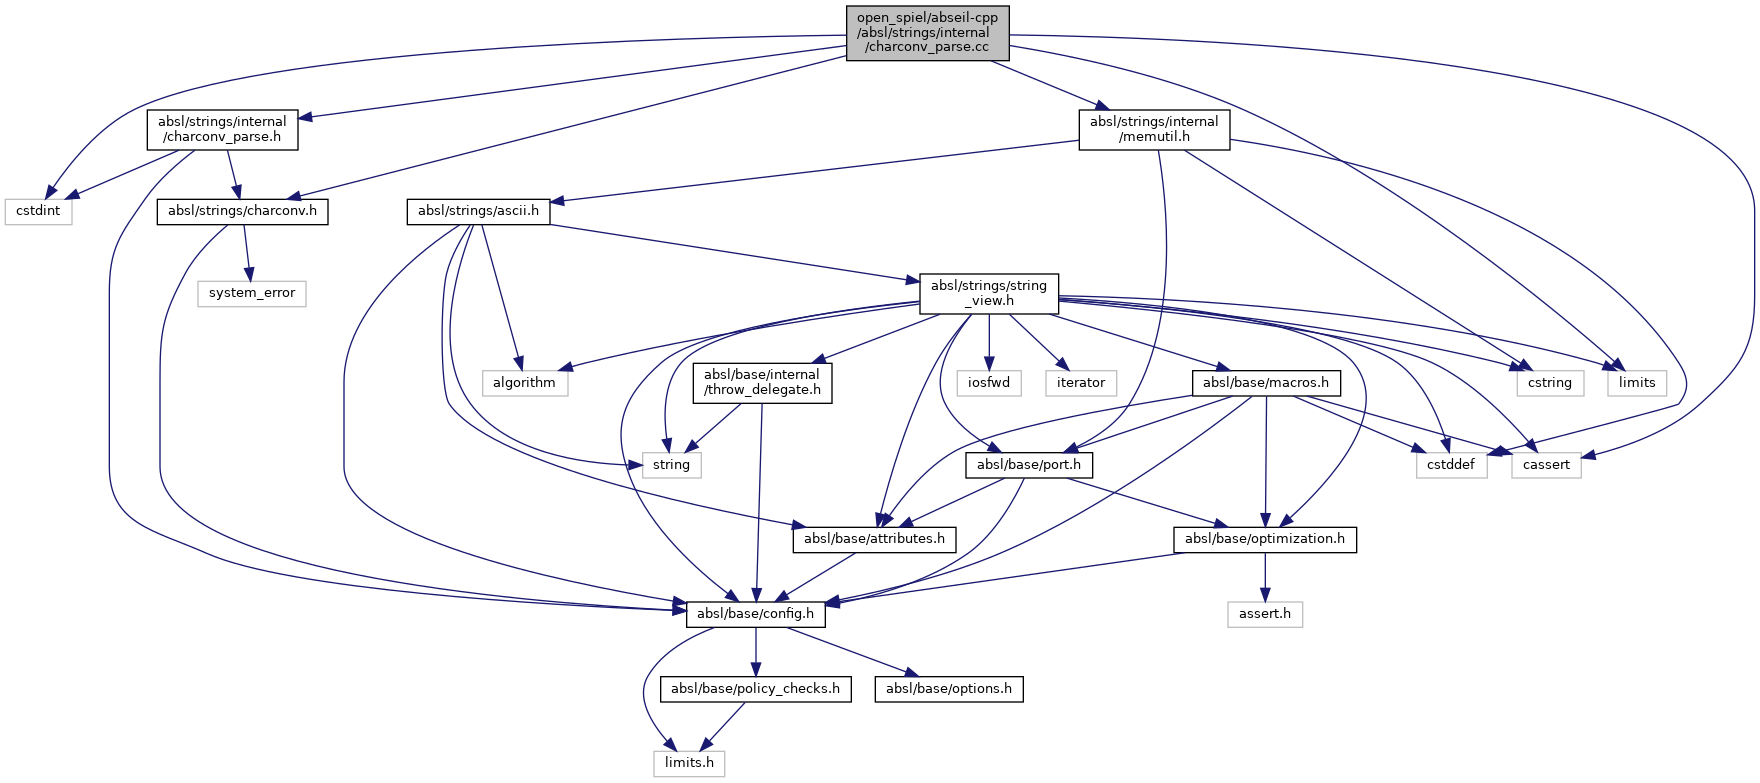 open_spiel/abseil-cpp
/absl/strings/internal
/charconv_parse.cc
absl/strings/internal
/charconv_parse.h
absl/strings/internal
/memutil.h
cstdint
absl/strings/charconv.h
absl/strings/ascii.h
system_error
absl/strings/string
_view.h
algorithm
absl/base/internal
/throw_delegate.h
iosfwd
iterator
absl/base/macros.h
cstring
limits
string
absl/base/port.h
cstddef
cassert
absl/base/attributes.h
absl/base/optimization.h
absl/base/config.h
assert.h
absl/base/policy_checks.h
absl/base/options.h
limits.h